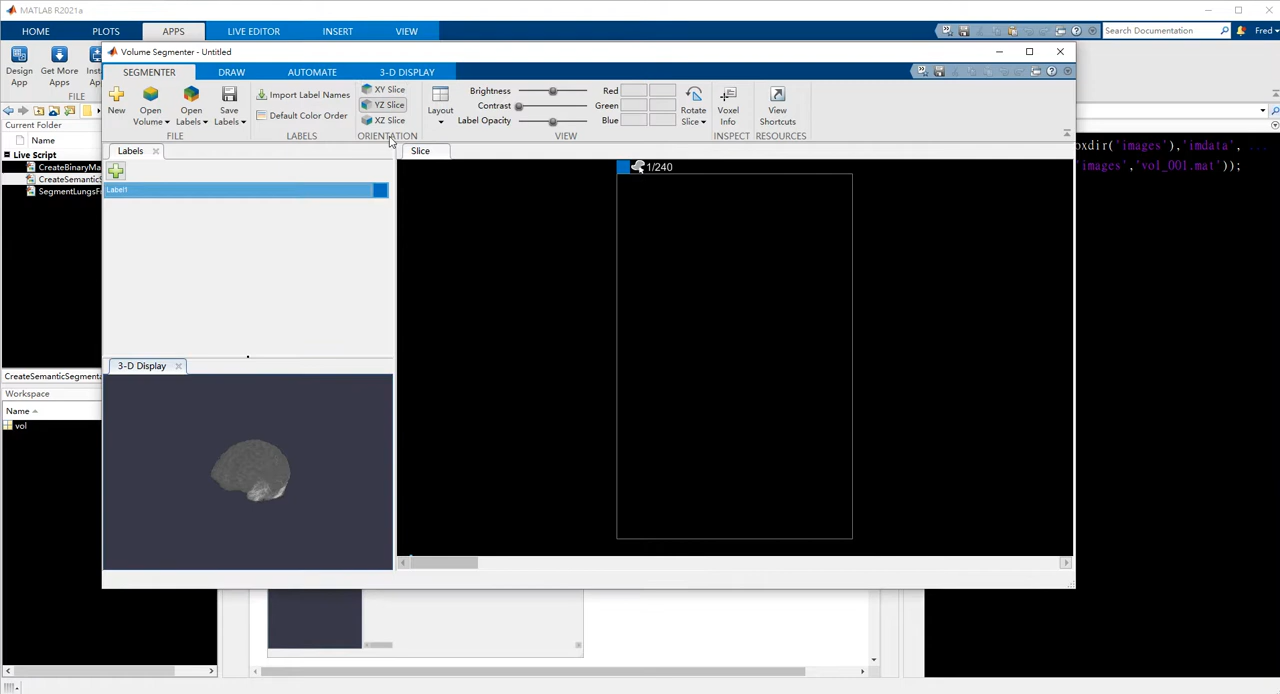 MATLAB R2021a
HOME PLOTS APPS LIVE EDITOR INSERT VIEW Search Documentation Fred
Volume Segmenter - Untitled
Design App
Get More Apps
FILE
SEGMENTER DRAW AUTOMATE 3-D DISPLAY
New
Open Volume
Open Labels
Save Labels
FILE
Import Label Names
Default Color Order
LABELS
XY Slice
YZ Slice
XZ Slice
ORIENTATION
Layout
Brightness
Contrast
Label Opacity
Red
Green
Blue
Rotate Slice
VIEW
Voxel Info
INSPECT
View Shortcuts
RESOURCES
Current Folder
Name
Live Script
CreateBinaryMa
CreateSemanticS
SegmentLungsF
Labels
Label1
Slice
1/240
oxdir('images'),'imdata', ...
'images','vol_001.mat'));
3-D Display
CreateSemanticSegmenta
Workspace
Name
vol